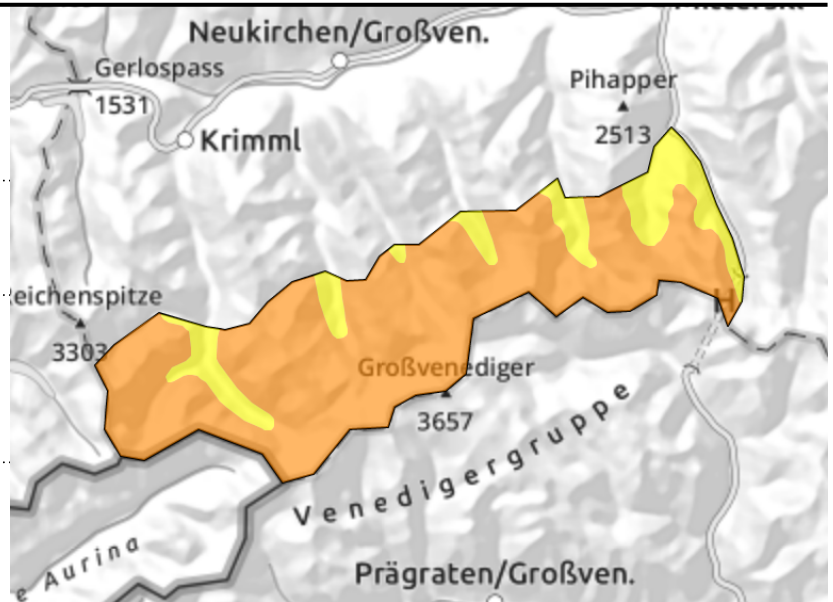 Neukirchen/Großven.
Gerlospass
1531
Krimml
Pihapper
2513
eichenspitze
3303
Großvenediger
3657
Venedigergruppe
e Aurina
Prägraten/Großven.
H